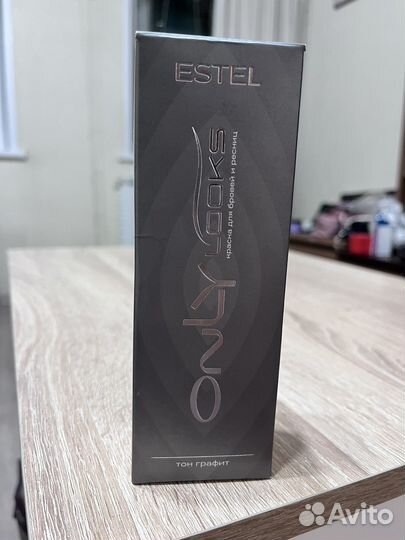 ESTEL
ONLY LOOKS
краска для бровей и ресниц
тон графит
Avito